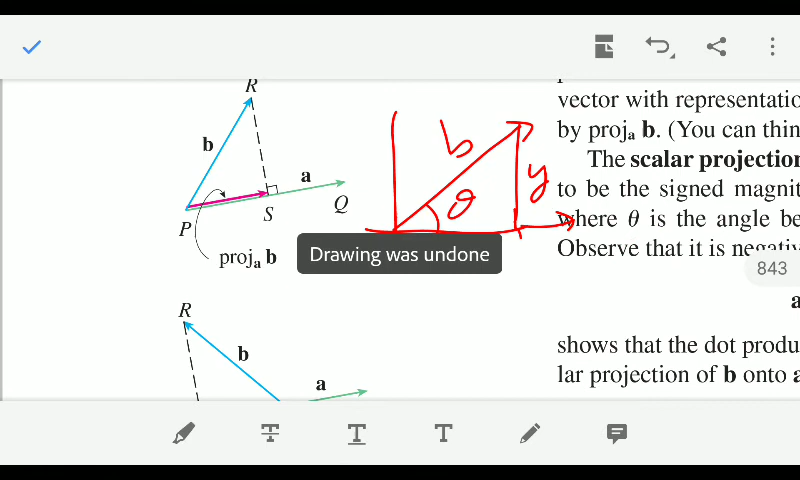 R
b
a
S
Q
P
proj_a b
b
θ
y
Drawing was undone
vector with representatio
by proj_a b. (You can thin
The scalar projection
to be the signed magnit
where θ is the angle be
Observe that it is negativ
843
R
b
a
a
shows that the dot produ
lar projection of b onto a
T
T
T